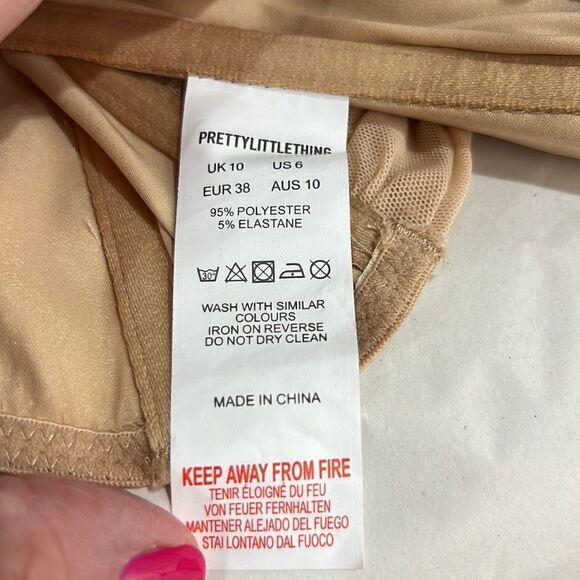 PRETTYLITTLETHING
UK 10 US 6
EUR 38 AUS 10
95% POLYESTER
5% ELASTANE
30°
WASH WITH SIMILAR
COLOURS
IRON ON REVERSE
DO NOT DRY CLEAN
MADE IN CHINA
KEEP AWAY FROM FIRE
TENIR ÉLOIGNÉ DU FEU
VON FEUER FERNHALTEN
MANTENER ALEJADO DEL FUEGO
STAI LONTANO DAL FUOCO